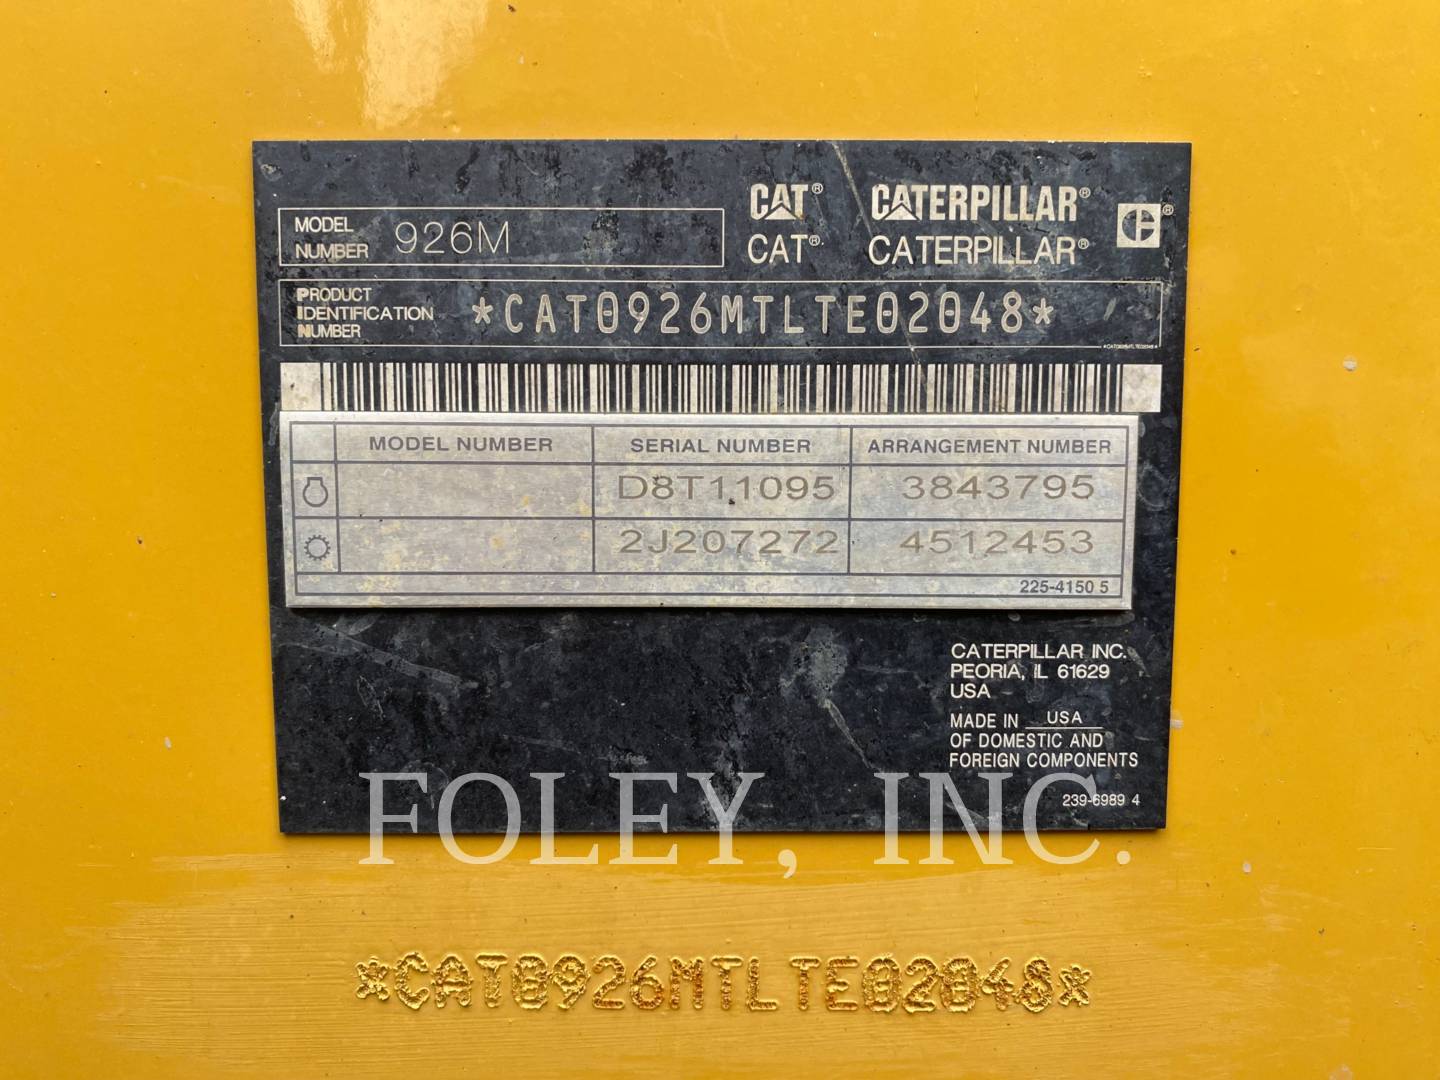 CAT® CATERPILLAR®
MODEL NUMBER 926M
CAT® CATERPILLAR®
PRODUCT IDENTIFICATION NUMBER *CAT0926MTLTE02048*
*CAT0926MTLTE02048*
MODEL NUMBER SERIAL NUMBER ARRANGEMENT NUMBER
D8T11095 3843795
2J207272 4512453
225-4150 5
CATERPILLAR INC.
PEORIA, IL 61629
USA
MADE IN USA
OF DOMESTIC AND
FOREIGN COMPONENTS
239-6989 4
FOLEY, INC.
*CAT0926MTLTE02048*